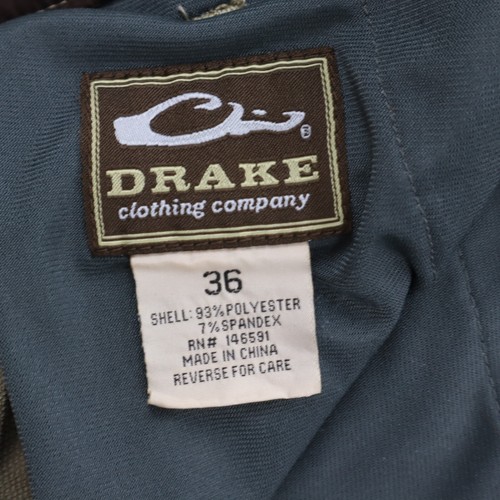 DRAKE
clothing company
36
SHELL: 93% POLYESTER
7% SPANDEX
RN# 146591
MADE IN CHINA
REVERSE FOR CARE